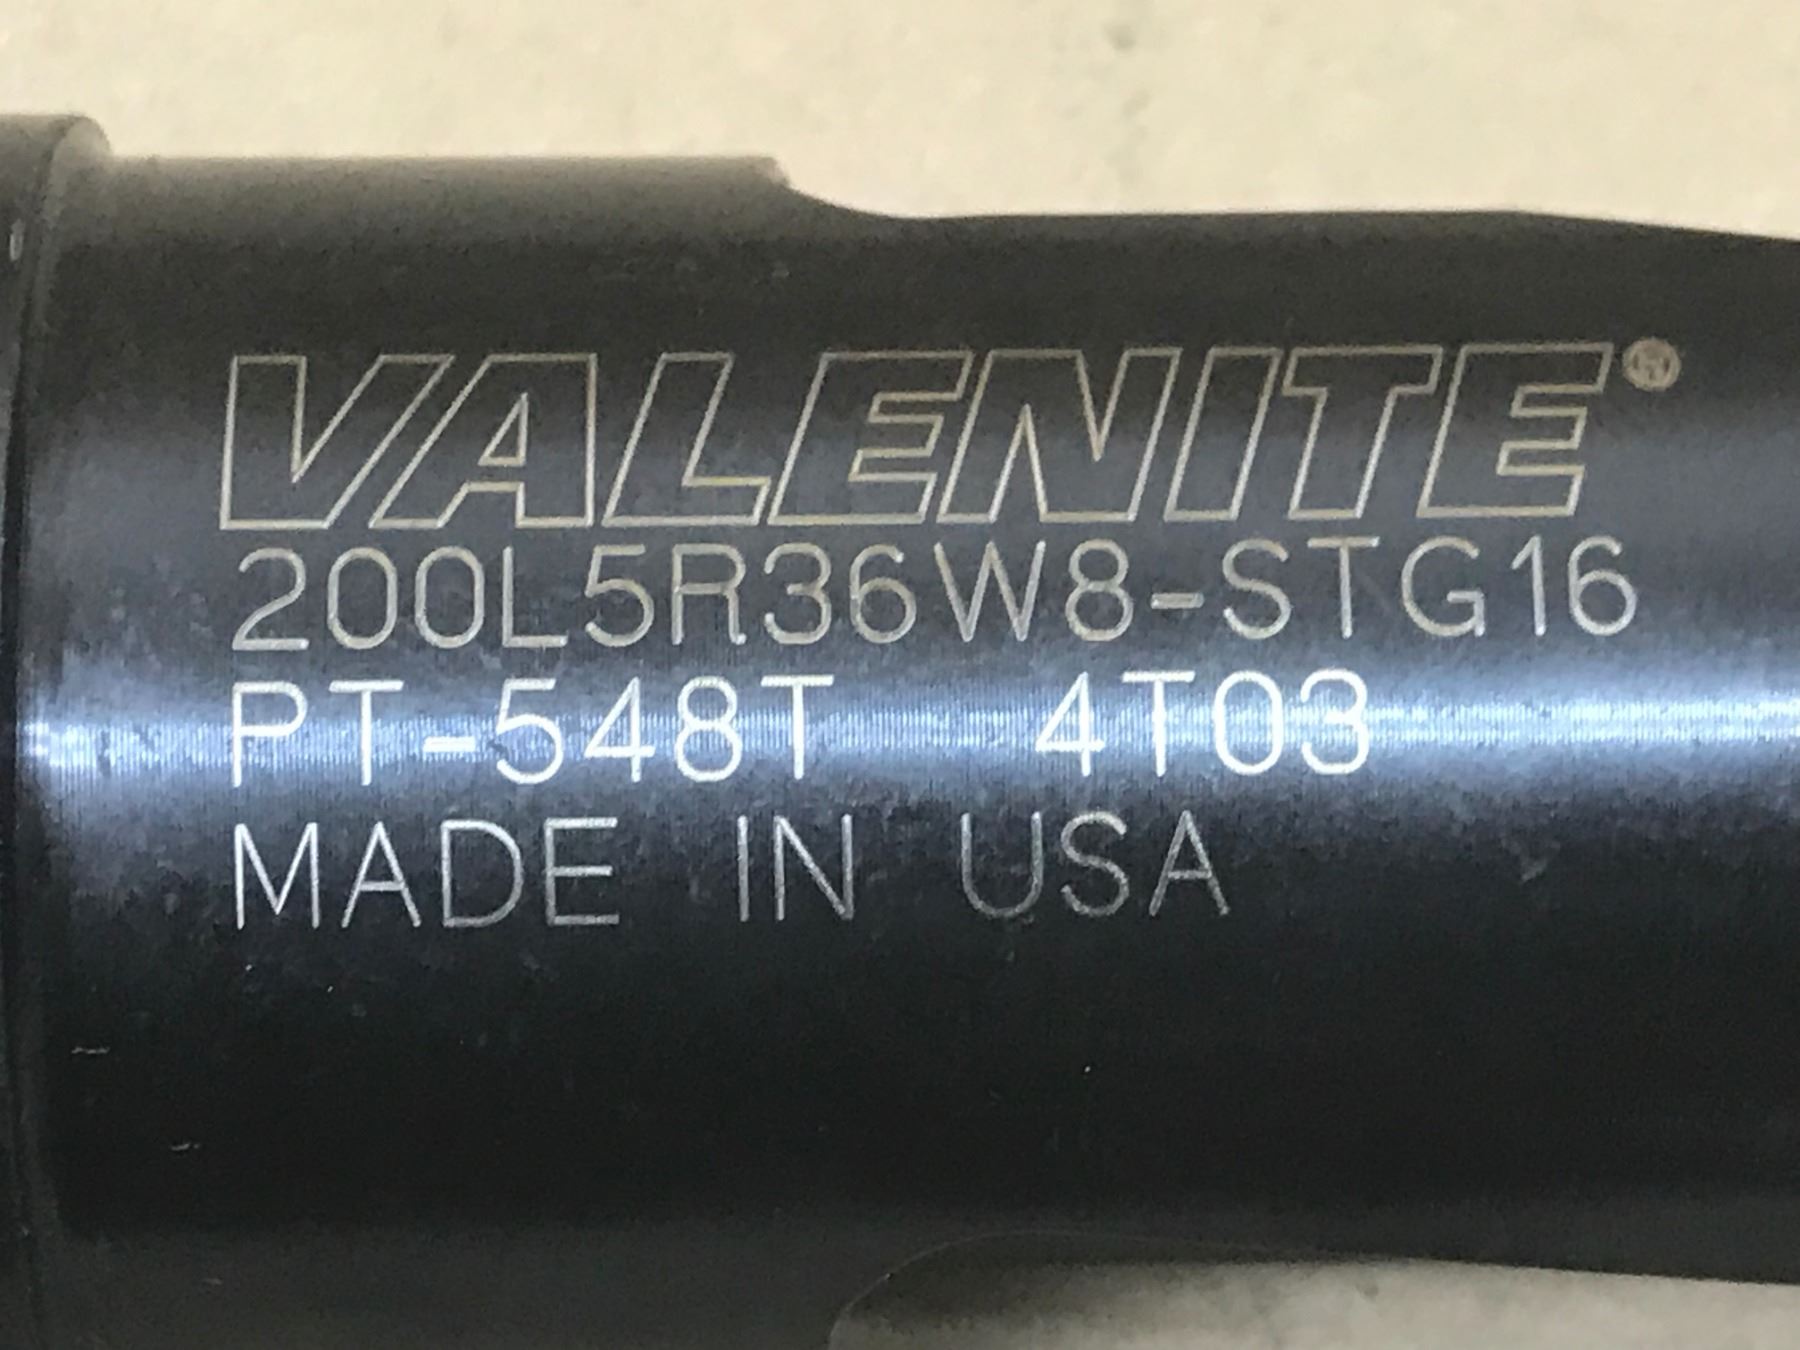 VALENITE®
200L5R36W8-STG16
PT-548T 4T03
MADE IN USA